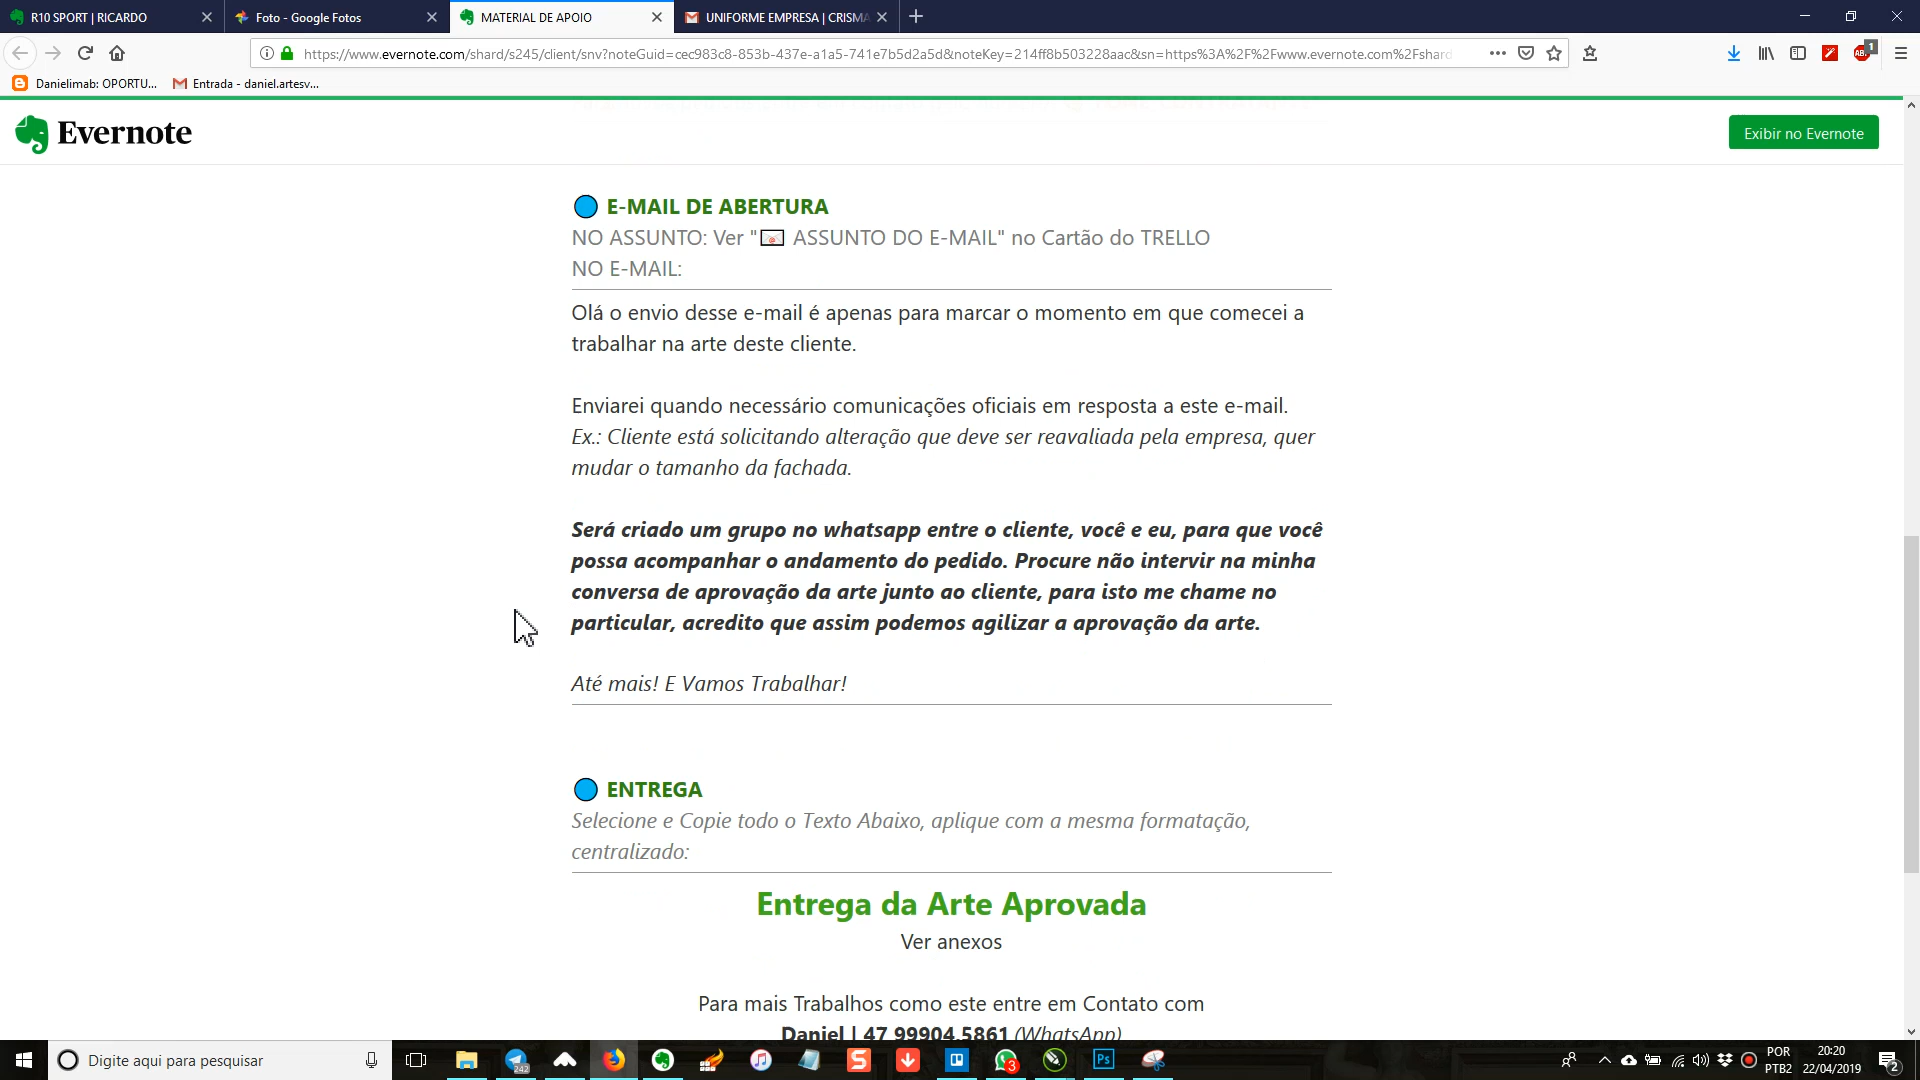 R10 SPORT | RICARDO
Foto - Google Fotos
MATERIAL DE APOIO
UNIFORME EMPRESA | CRISMA
https://www.evernote.com/shard/s245/client/snv?noteGuid=cec983c8-853b-437e-a1a5-741e7b5d2a5d&noteKey=214ff8b503228aac&sn=https%3A%2F%2Fwww.evernote.com%2Fshard
1
Danielimab: OPORTU...
Entrada - daniel.artesv...
Evernote
Exibir no Evernote
E-MAIL DE ABERTURA
NO ASSUNTO: Ver "📧 ASSUNTO DO E-MAIL" no Cartão do TRELLO
NO E-MAIL:
Olá o envio desse e-mail é apenas para marcar o momento em que comecei a
trabalhar na arte deste cliente.
Enviarei quando necessário comunicações oficiais em resposta a este e-mail.
Ex.: Cliente está solicitando alteração que deve ser reavaliada pela empresa, quer
mudar o tamanho da fachada.
Será criado um grupo no whatsapp entre o cliente, você e eu, para que você
possa acompanhar o andamento do pedido. Procure não intervir na minha
conversa de aprovação da arte junto ao cliente, para isto me chame no
particular, acredito que assim podemos agilizar a aprovação da arte.
Até mais! E Vamos Trabalhar!
ENTREGA
Selecione e Copie todo o Texto Abaixo, aplique com a mesma formatação,
centralizado:
Entrega da Arte Aprovada
Ver anexos
Para mais Trabalhos como este entre em Contato com
Daniel | 47 99904.5861 (WhatsApp)
Digite aqui para pesquisar
242
S
3
Ps
POR
PTB2
20:20
22/04/2019
2